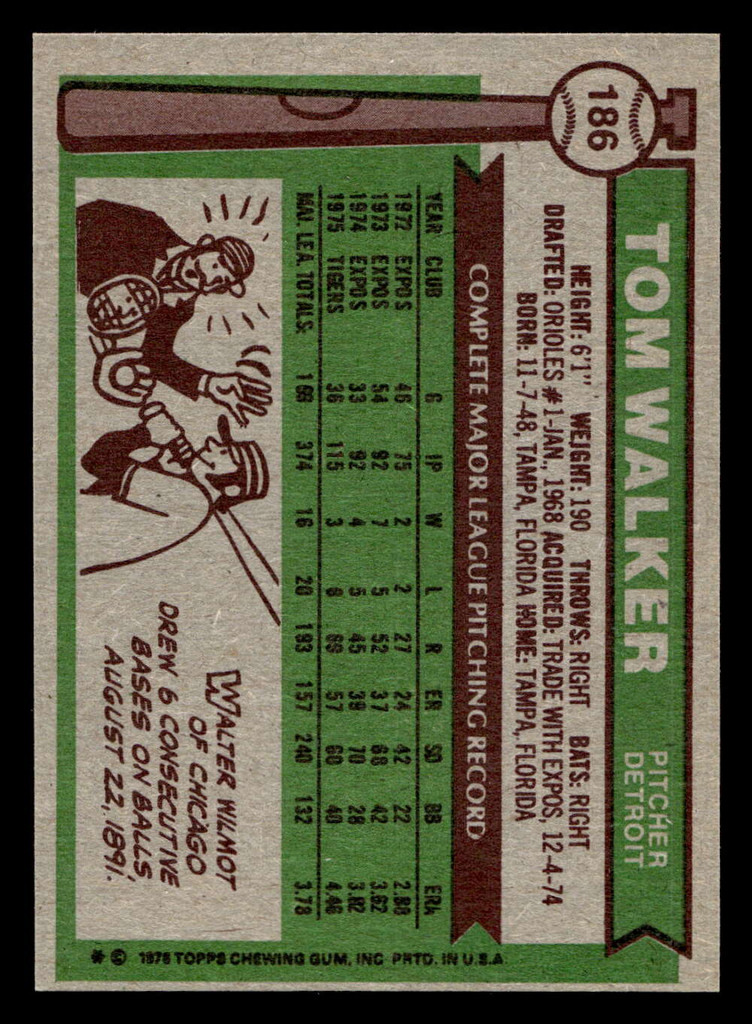 186
TOM WALKER
PITCHER
DETROIT
HEIGHT: 6'1" WEIGHT: 190 THROWS: RIGHT BATS: RIGHT
DRAFTED: ORIOLES #1-JAN., 1968 ACQUIRED: TRADE WITH EXPOS, 12-4-74
BORN: 11-7-48, TAMPA, FLORIDA HOME: TAMPA, FLORIDA
COMPLETE MAJOR LEAGUE PITCHING RECORD
YEAR CLUB G IP W L R ER SO BB ERA
1972 EXPOS 46 75 2 2 27 24 42 22 2.88
1973 EXPOS 54 92 7 5 52 37 68 42 3.62
1974 EXPOS 33 92 4 5 45 39 70 28 3.82
1975 TIGERS 36 115 3 8 69 57 60 40 4.46
MAJ. LEA. TOTALS: 169 374 16 20 193 157 240 132 3.78
WALTER WILMOT
OF CHICAGO
DREW 6 CONSECUTIVE
BASES ON BALLS,
AUGUST 22, 1891.
* © 1976 TOPPS CHEWING GUM, INC. PRTD. IN U.S.A.